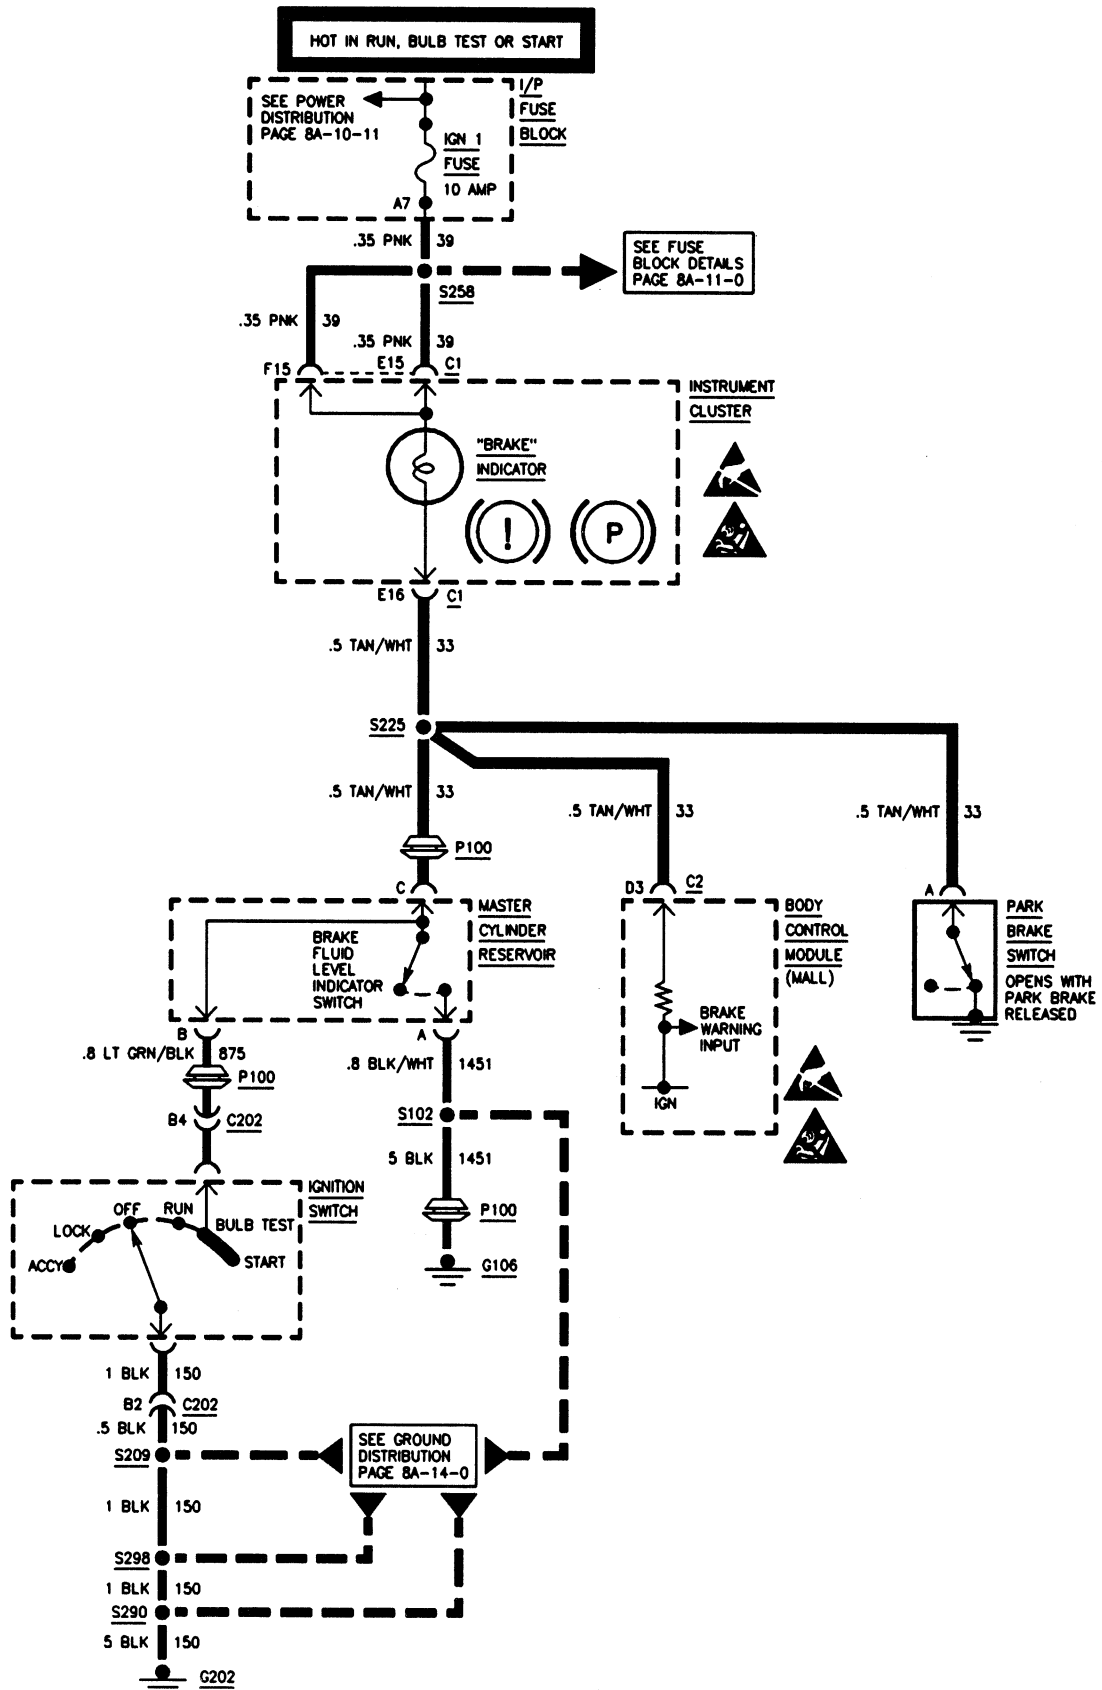 HOT IN RUN, BULB TEST OR START
SEE POWER
DISTRIBUTION
PAGE 8A-10-11
I/P
FUSE
BLOCK
IGN 1
FUSE
10 AMP
A7
.35 PNK 39
S258
SEE FUSE
BLOCK DETAILS
PAGE 8A-11-0
.35 PNK 39
.35 PNK 39
F15 E15 C1
INSTRUMENT
CLUSTER
"BRAKE"
INDICATOR
! P
E16 C1
.5 TAN/WHT 33
S225
.5 TAN/WHT 33
.5 TAN/WHT 33
.5 TAN/WHT 33
P100
C
MASTER
CYLINDER
RESERVOIR
BRAKE
FLUID
LEVEL
INDICATOR
SWITCH
D3 C2
BODY
CONTROL
MODULE
(MALL)
BRAKE
WARNING
INPUT
IGN
A
PARK
BRAKE
SWITCH
OPENS WITH
PARK BRAKE
RELEASED
B
A
.8 LT GRN/BLK 875
P100
B4 C202
.8 BLK/WHT 1451
S102
5 BLK 1451
P100
G106
IGNITION
SWITCH
ACCY
LOCK
OFF
RUN
BULB TEST
START
1 BLK 150
B2 C202
.5 BLK 150
S209
SEE GROUND
DISTRIBUTION
PAGE 8A-14-0
1 BLK 150
S298
1 BLK 150
S290
5 BLK 150
G202